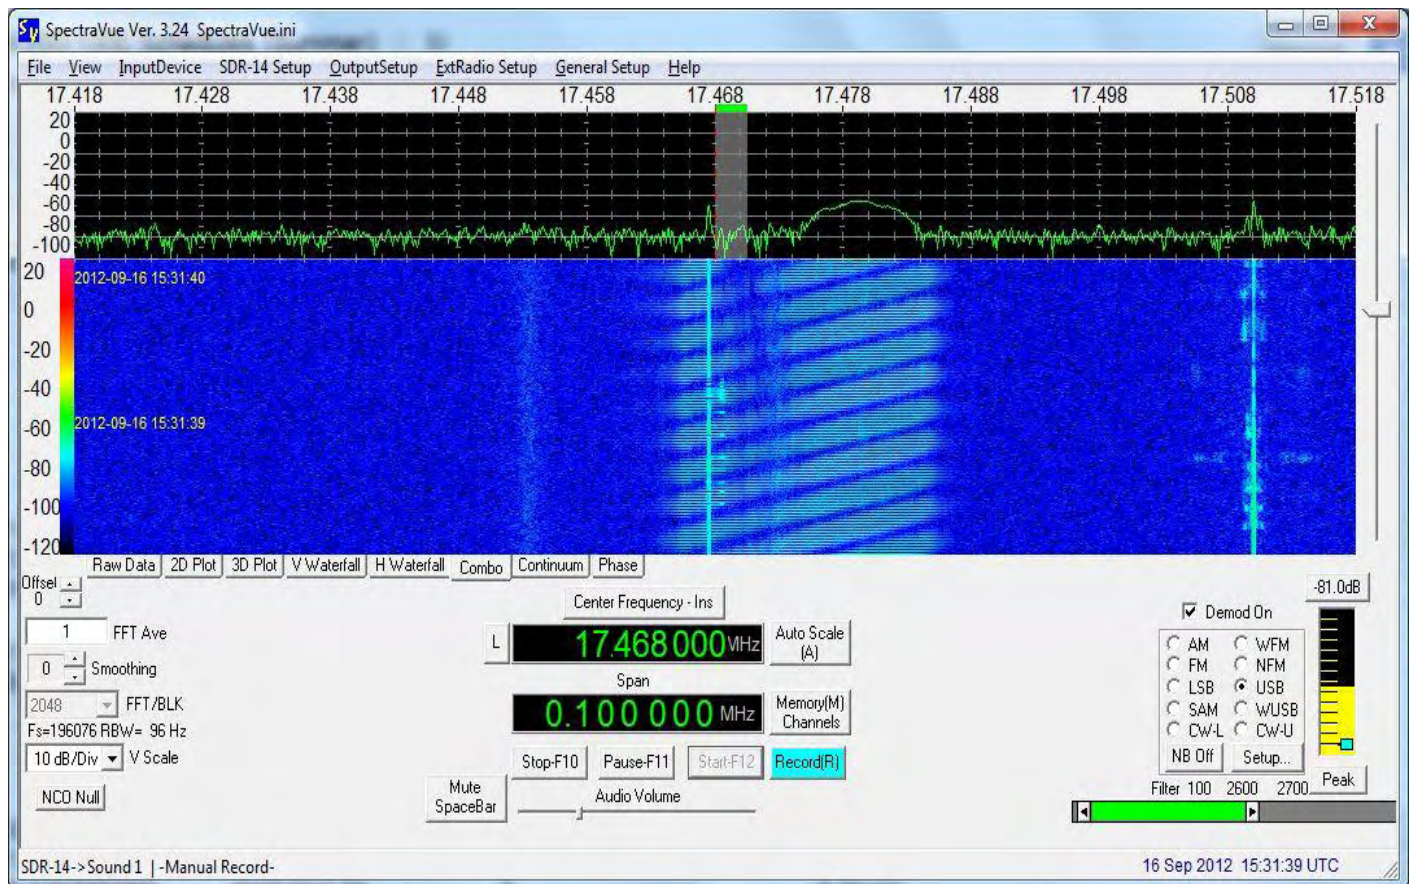 SpectraVue Ver. 3.24 SpectraVue.ini
File View InputDevice SDR-14 Setup OutputSetup ExtRadio Setup General Setup Help
17.418 17.428 17.438 17.448 17.458 17.468 17.478 17.488 17.498 17.508 17.518
20
0
-20
-40
-60
-80
-100
20
0
-20
-40
-60
-80
-100
-120
2012-09-16 15:31:40
2012-09-16 15:31:39
Raw Data 2D Plot 3D Plot V Waterfall H Waterfall Combo Continuum Phase
Offset
0
1 FFT Ave
0 Smoothing
2048 FFT/BLK
Fs=196076 RBW= 96 Hz
10 dB/Div V Scale
NCO Null
Center Frequency - Ins
L 17.468000 MHz Auto Scale (A)
Span
0.100 000 MHz Memory(M) Channels
Stop-F10 Pause-F11 Start-F12 Record(R)
Mute SpaceBar
Audio Volume
-81.0dB
Demod On
AM WFM
FM NFM
LSB USB
SAM WUSB
CW-L CW-U
NB Off Setup...
Peak
Filter 100 2600 2700
SDR-14->Sound 1 | -Manual Record-
16 Sep 2012 15:31:39 UTC